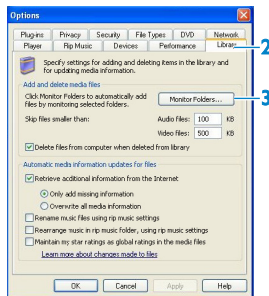 Options
Plug-ins Privacy Security File Types DVD Network
Player Rip Music Devices Performance Library
2
Specify settings for adding and deleting items in the library and
for updating media information.
Add and delete media files
Click Monitor Folders to automatically add
files by monitoring selected folders.
Monitor Folders...
3
Skip files smaller than: Audio files: 100 KB
Video files: 500 KB
Delete files from computer when deleted from library
Automatic media information updates for files
Retrieve additional information from the Internet
Only add missing information
Overwrite all media information
Rename music files using rip music settings
Rearrange music in rip music folder, using rip music settings
Maintain my star ratings as global ratings in the media files
Learn more about changes made to files
OK Cancel Apply Help